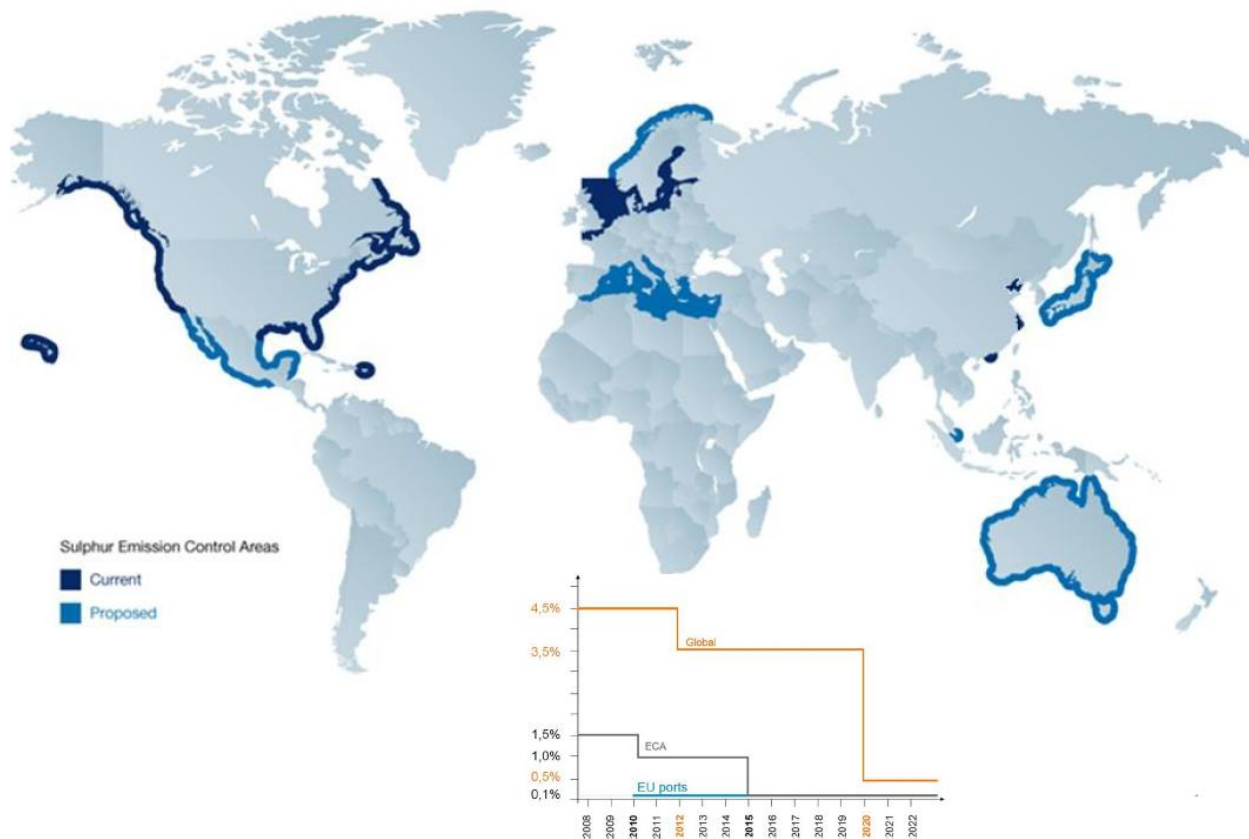 Sulphur Emission Control Areas
Current
Proposed
4,5%
Global
3,5%
1,5%
ECA
1,0%
0,5%
EU ports
0,1%
2008 2009 2010 2011 2012 2013 2014 2015 2016 2017 2018 2019 2020 2021 2022